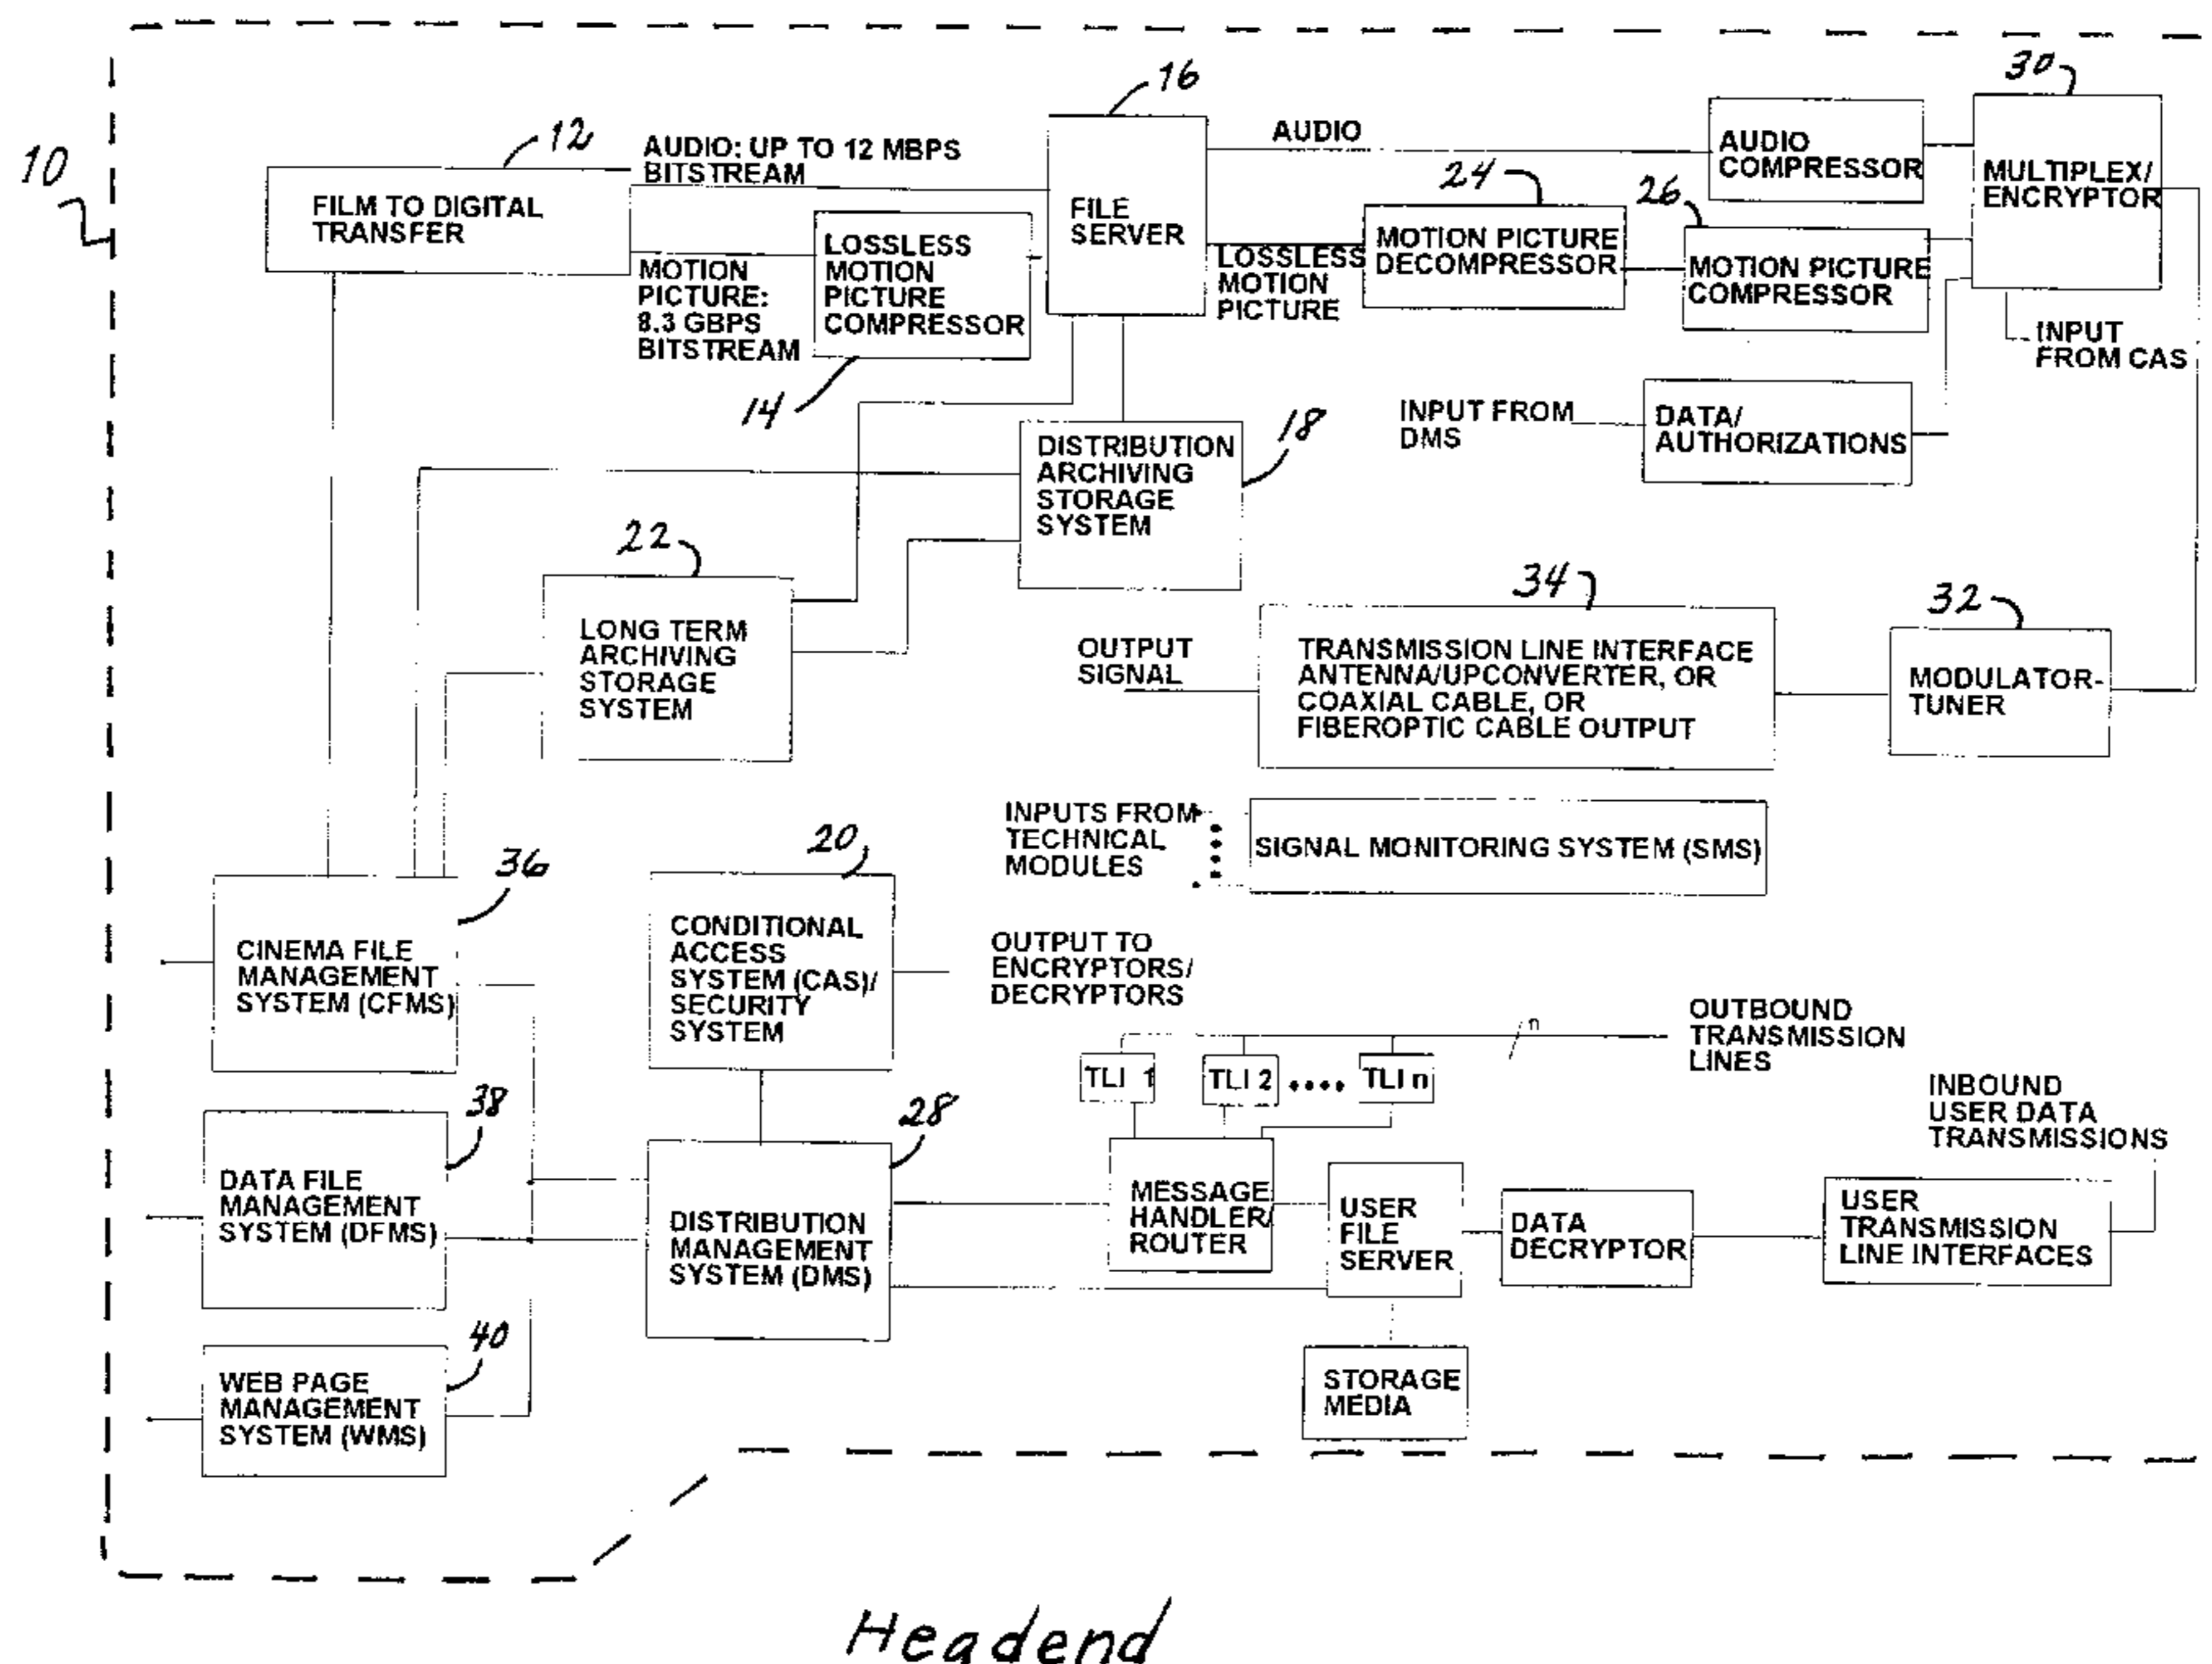 10
12
FILM TO DIGITAL
TRANSFER
AUDIO: UP TO 12 MBPS
BITSTREAM
MOTION
PICTURE:
8.3 GBPS
BITSTREAM
LOSSLESS
MOTION
PICTURE
COMPRESSOR
14
16
FILE
SERVER
AUDIO
LOSSLESS
MOTION
PICTURE
24
MOTION PICTURE
DECOMPRESSOR
AUDIO
COMPRESSOR
26
MOTION PICTURE
COMPRESSOR
30
MULTIPLEX/
ENCRYPTOR
INPUT
FROM CAS
INPUT FROM
DMS
DATA/
AUTHORIZATIONS
DISTRIBUTION
ARCHIVING
STORAGE
SYSTEM
18
22
LONG TERM
ARCHIVING
STORAGE
SYSTEM
OUTPUT
SIGNAL
34
TRANSMISSION LINE INTERFACE
ANTENNA/UPCONVERTER, OR
COAXIAL CABLE, OR
FIBEROPTIC CABLE OUTPUT
32
MODULATOR-
TUNER
INPUTS FROM
TECHNICAL
MODULES
SIGNAL MONITORING SYSTEM (SMS)
36
CINEMA FILE
MANAGEMENT
SYSTEM (CFMS)
20
CONDITIONAL
ACCESS
SYSTEM (CAS)/
SECURITY
SYSTEM
OUTPUT TO
ENCRYPTORS/
DECRYPTORS
n
OUTBOUND
TRANSMISSION
LINES
TLI 1
TLI 2
TLI n
INBOUND
USER DATA
TRANSMISSIONS
38
DATA FILE
MANAGEMENT
SYSTEM (DFMS)
28
DISTRIBUTION
MANAGEMENT
SYSTEM (DMS)
MESSAGE
HANDLER/
ROUTER
USER
FILE
SERVER
DATA
DECRYPTOR
USER
TRANSMISSION
LINE INTERFACES
40
WEB PAGE
MANAGEMENT
SYSTEM (WMS)
STORAGE
MEDIA
Headend